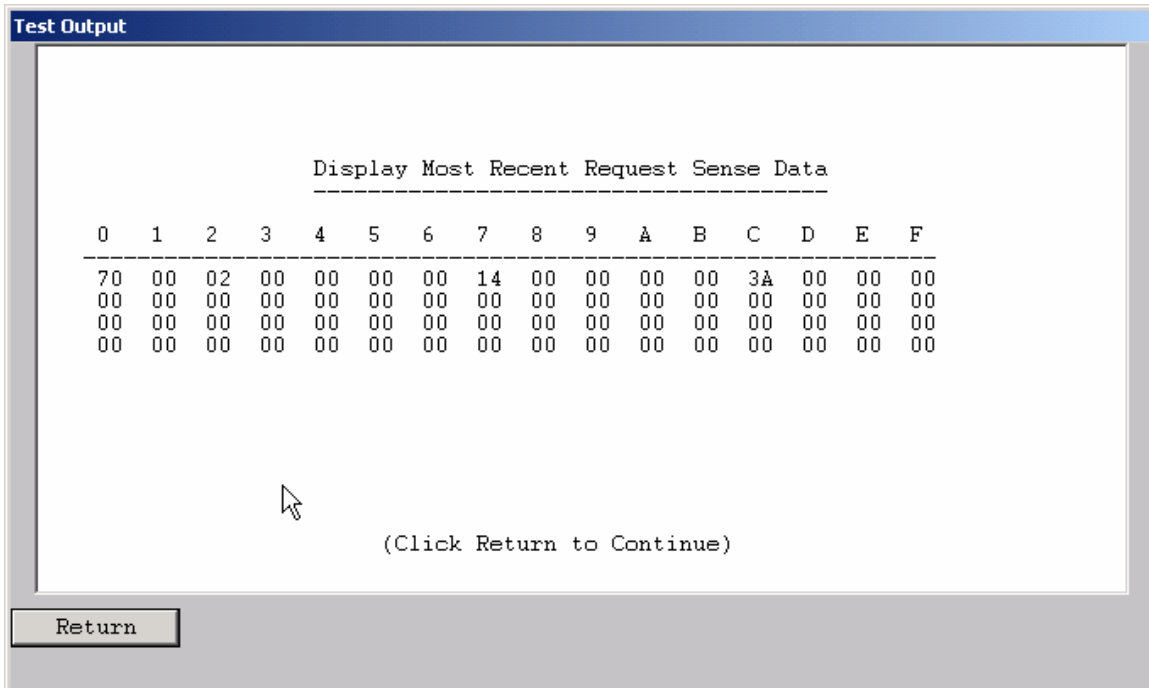 Test Output
Display Most Recent Request Sense Data
--------------------------------------
0 1 2 3 4 5 6 7 8 9 A B C D E F
---------------------------------------------------------------
70 00 02 00 00 00 00 14 00 00 00 00 3A 00 00 00
00 00 00 00 00 00 00 00 00 00 00 00 00 00 00 00
00 00 00 00 00 00 00 00 00 00 00 00 00 00 00 00
00 00 00 00 00 00 00 00 00 00 00 00 00 00 00 00
(Click Return to Continue)
Return